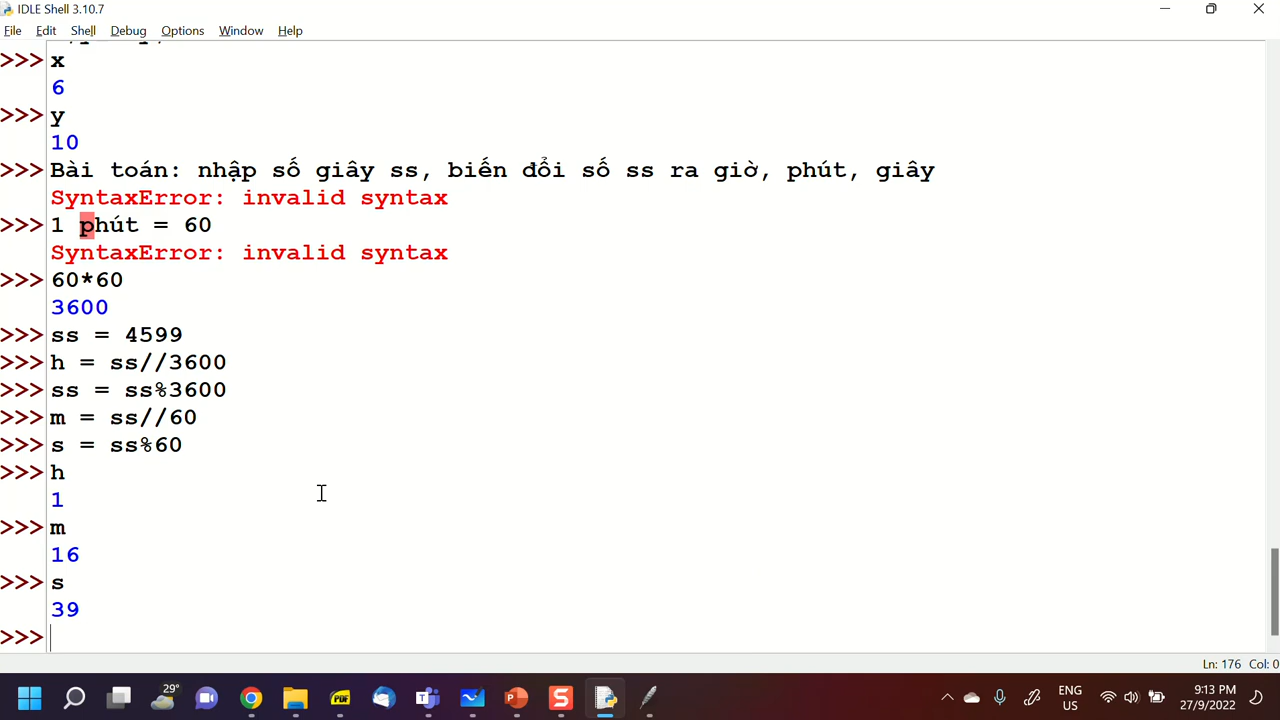 IDLE Shell 3.10.7
File Edit Shell Debug Options Window Help
>>> x
6
>>> y
10
>>> Bài toán: nhập số giây ss, biến đổi số ss ra giờ, phút, giây
SyntaxError: invalid syntax
>>> 1 phút = 60
SyntaxError: invalid syntax
>>> 60*60
3600
>>> ss = 4599
>>> h = ss//3600
>>> ss = ss%3600
>>> m = ss//60
>>> s = ss%60
>>> h
1
>>> m
16
>>> s
39
>>>
Ln: 176 Col: 0
29°
PDF
ENG
US
9:13 PM
27/9/2022